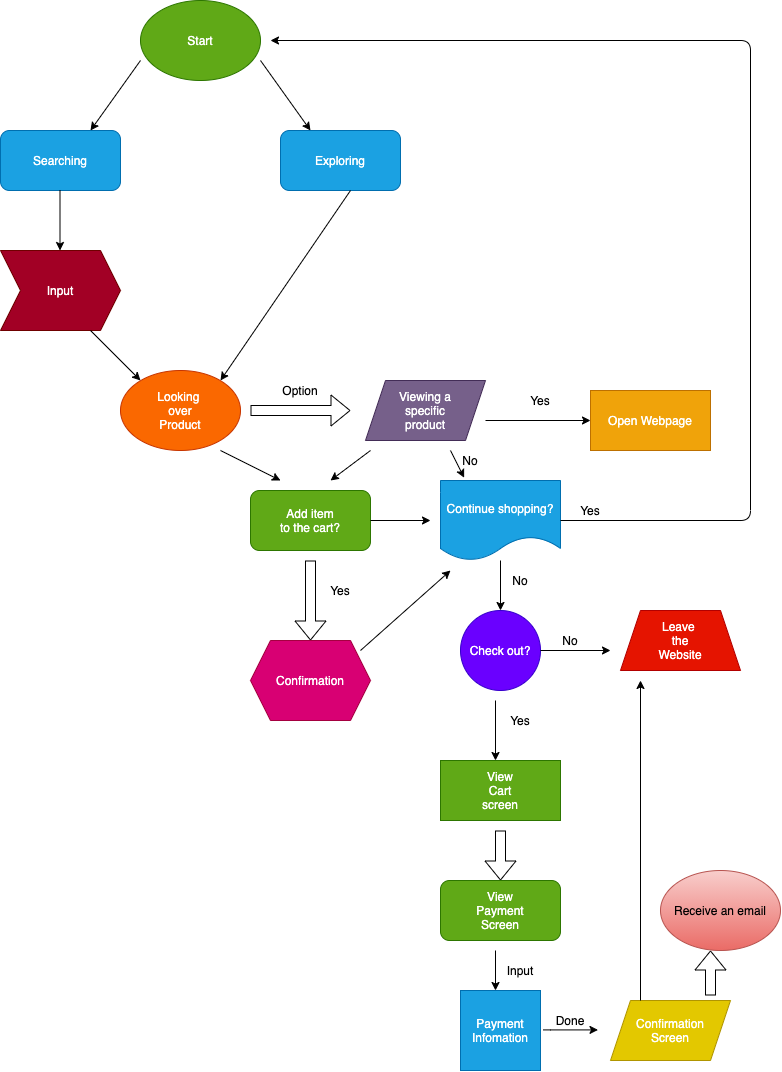 Start
Searching
Exploring
Input
Looking
over
Product
Option
Viewing a
specific
product
Yes
Open Webpage
No
Add item
to the cart?
Continue shopping?
Yes
Yes
No
Confirmation
Check out?
No
Leave
the
Website
Yes
View
Cart
screen
View
Payment
Screen
Receive an email
Input
Payment
Infomation
Done
Confirmation
Screen